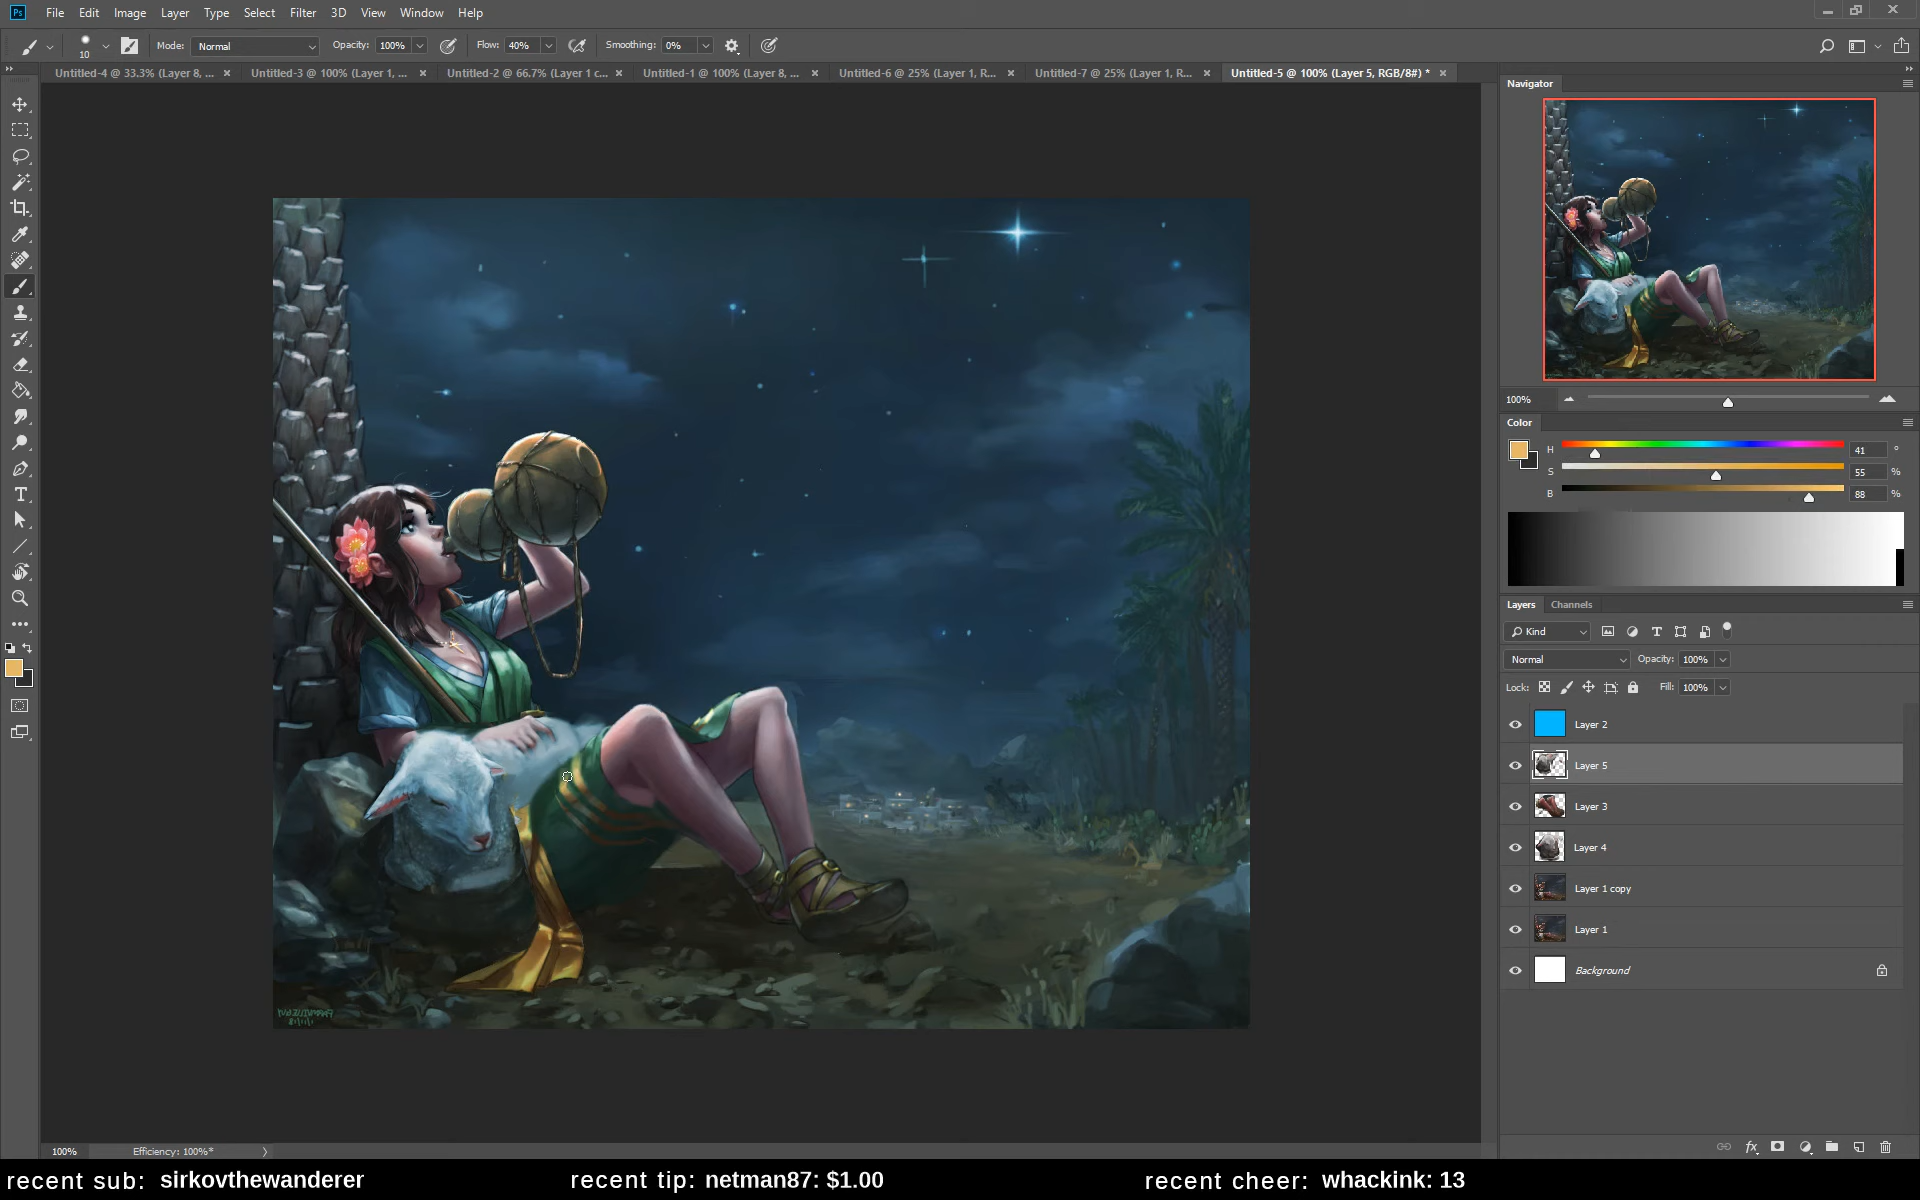 Ps File Edit Image Layer Type Select Filter 3D View Window Help
10 Mode: Normal Opacity: 100% Flow: 40% Smoothing: 0%
Untitled-4 @ 33.3% (Layer 8, ... Untitled-3 @ 100% (Layer 1, ... Untitled-2 @ 66.7% (Layer 1 c... Untitled-1 @ 100% (Layer 8, ... Untitled-6 @ 25% (Layer 1, R... Untitled-7 @ 25% (Layer 1, R... Untitled-5 @ 100% (Layer 5, RGB/8#) *
Navigator
100%
Color
H 41 °
S 55 %
B 88 %
Layers Channels
Kind
Normal Opacity: 100%
Lock: Fill: 100%
Layer 2
Layer 5
Layer 3
Layer 4
Layer 1 copy
Layer 1
Background
fx
100% Efficiency: 100%*
recent sub: sirkovthewanderer recent tip: netman87: $1.00 recent cheer: whackink: 13